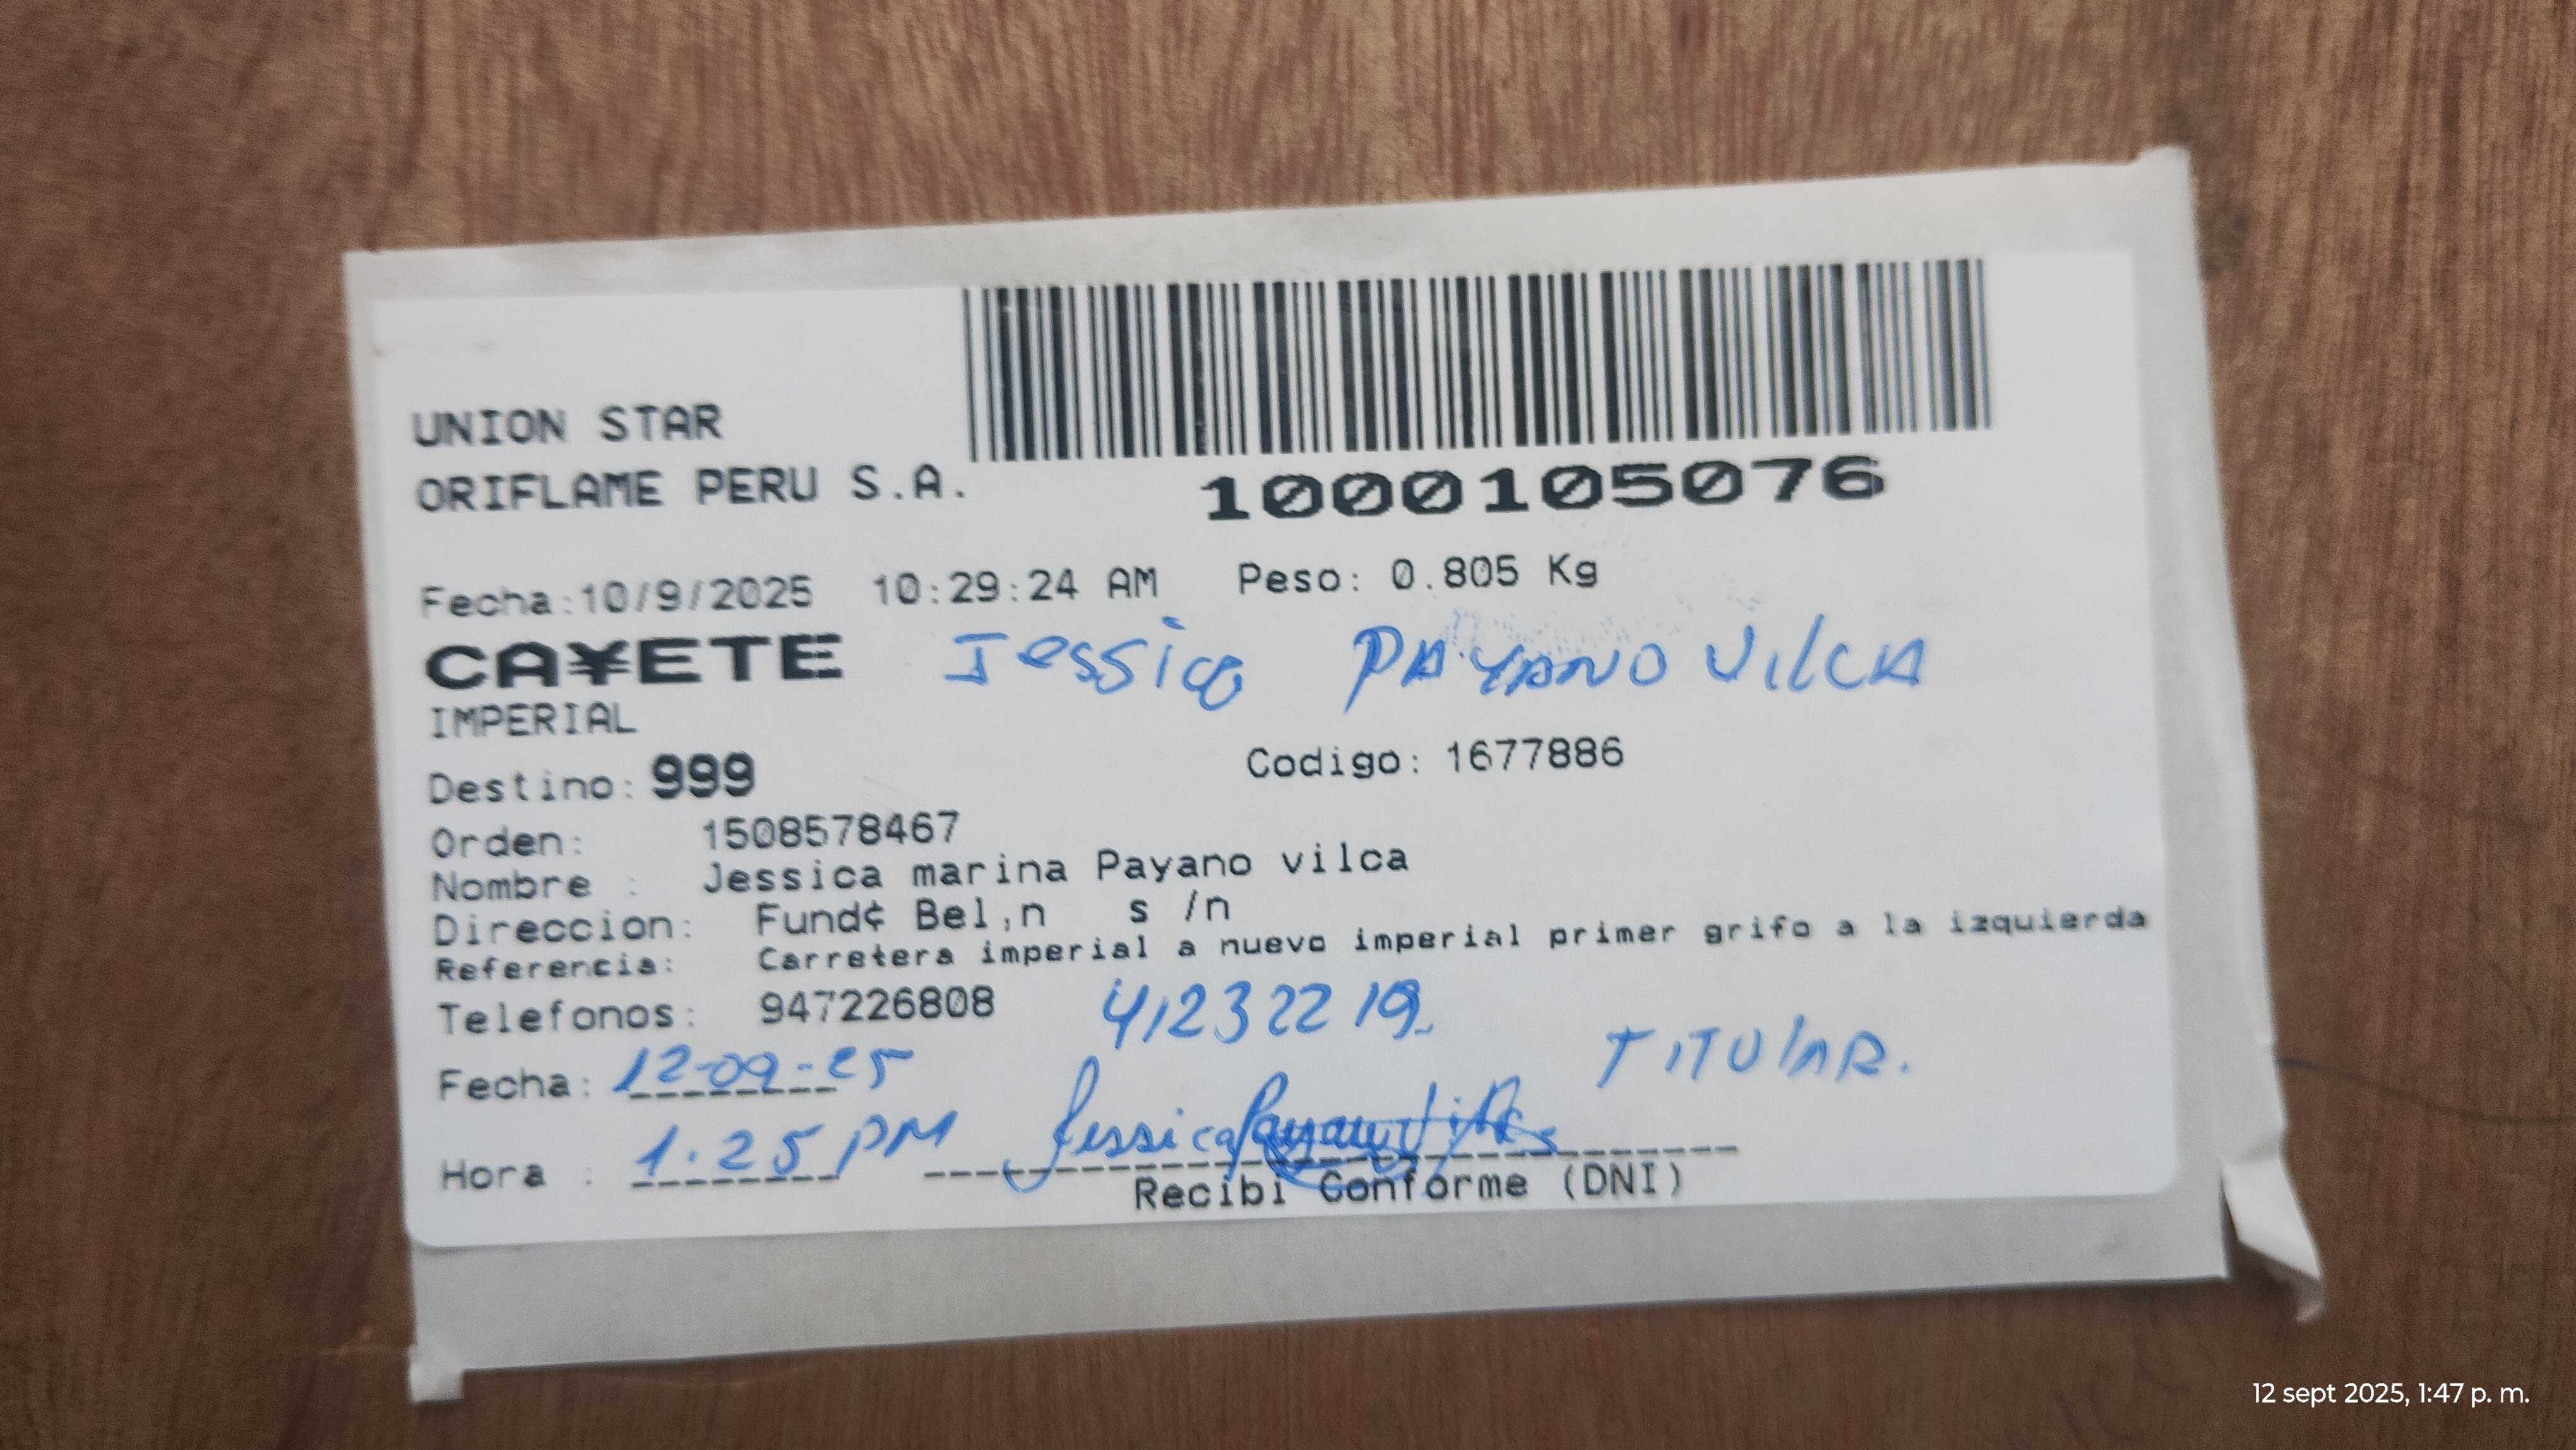 UNION STAR
ORIFLAME PERU S.A.
1000105076
Fecha:10/9/2025 10:29:24 AM Peso: 0.805 Kg
CA¥ETE Jessica PAYANO VilCA
IMPERIAL
Destino: 999 Codigo: 1677886
Orden: 1508578467
Nombre : Jessica marina Payano vilca
Direccion: Fund¢ Bel,n s /n
Referencia: Carretera imperial a nuevo imperial primer grifo a la izquierda
Telefonos: 947226808 41232219
TITUlAR.
Fecha: 12-09-25
Hora : 1.25 PM Jessica Payano Vilca
Recibi Conforme (DNI)
12 sept 2025, 1:47 p. m.